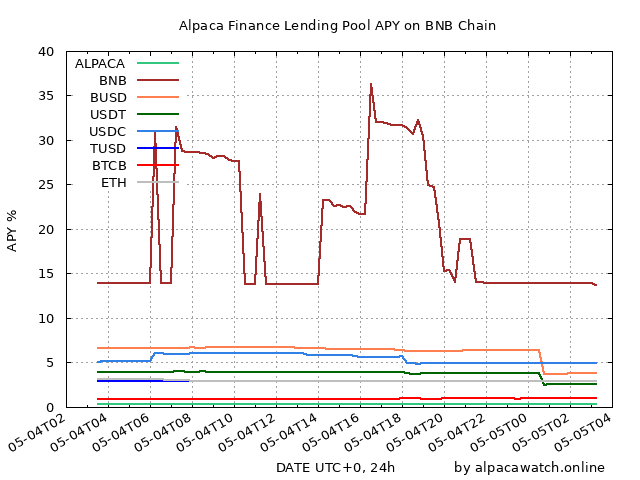 Alpaca Finance Lending Pool APY on BNB Chain
40
35
30
25
20
15
10
5
0
APY %
ALPACA
BNB
BUSD
USDT
USDC
TUSD
BTCB
ETH
05-04T02
05-04T04
05-04T06
05-04T08
05-04T10
05-04T12
05-04T14
05-04T16
05-04T18
05-04T20
05-04T22
05-05T00
05-05T02
05-05T04
DATE UTC+0, 24h
by alpacawatch.online